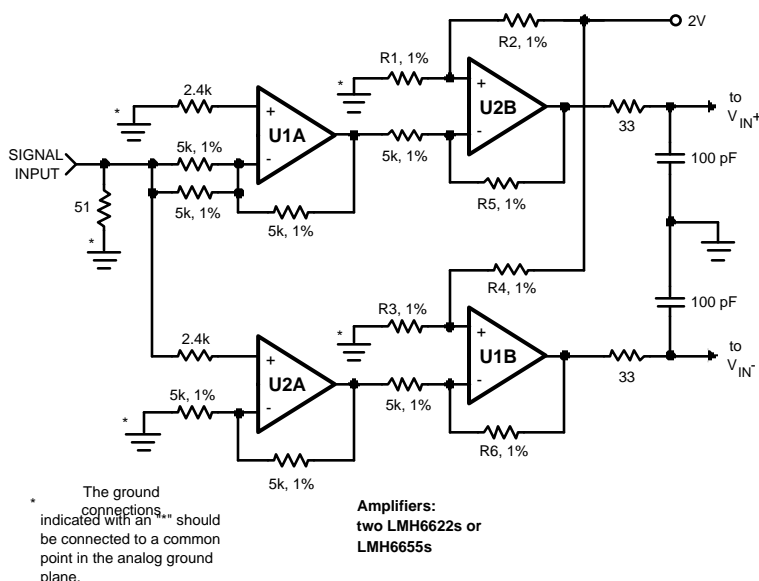 R2, 1%
2V
R1, 1%
*
2.4k
*
+
U1A
-
+
U2B
-
to
VIN+
33
SIGNAL
INPUT
5k, 1%
5k, 1%
5k, 1%
100 pF
51
*
5k, 1%
R5, 1%
R4, 1%
R3, 1%
*
100 pF
2.4k
+
U2A
-
+
U1B
-
to
VIN-
33
5k, 1%
*
5k, 1%
R6, 1%
5k, 1%
* The ground
connections
indicated with an "*" should
be connected to a common
point in the analog ground
plane.
Amplifiers:
two LMH6622s or
LMH6655s